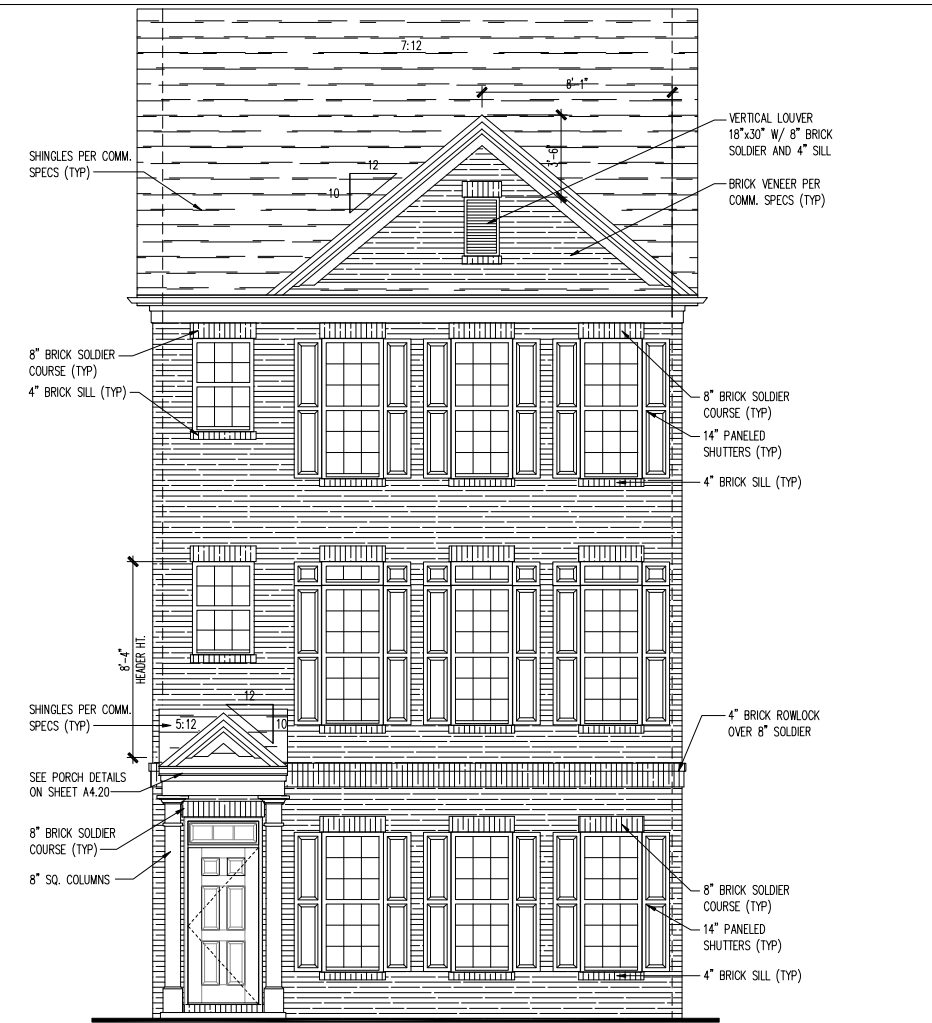 7:12
8'-1"
VERTICAL LOUVER
18"x30" W/ 8" BRICK
SOLDIER AND 4" SILL
3'-6"
SHINGLES PER COMM.
SPECS (TYP)
12
10
BRICK VENEER PER
COMM. SPECS (TYP)
8" BRICK SOLDIER
COURSE (TYP)
4" BRICK SILL (TYP)
8" BRICK SOLDIER
COURSE (TYP)
14" PANELED
SHUTTERS (TYP)
4" BRICK SILL (TYP)
8'-4"
HEADER HT.
12
10
SHINGLES PER COMM.
SPECS (TYP)
5:12
4" BRICK ROWLOCK
OVER 8" SOLDIER
SEE PORCH DETAILS
ON SHEET A4.20
8" BRICK SOLDIER
COURSE (TYP)
8" SQ. COLUMNS
8" BRICK SOLDIER
COURSE (TYP)
14" PANELED
SHUTTERS (TYP)
4" BRICK SILL (TYP)